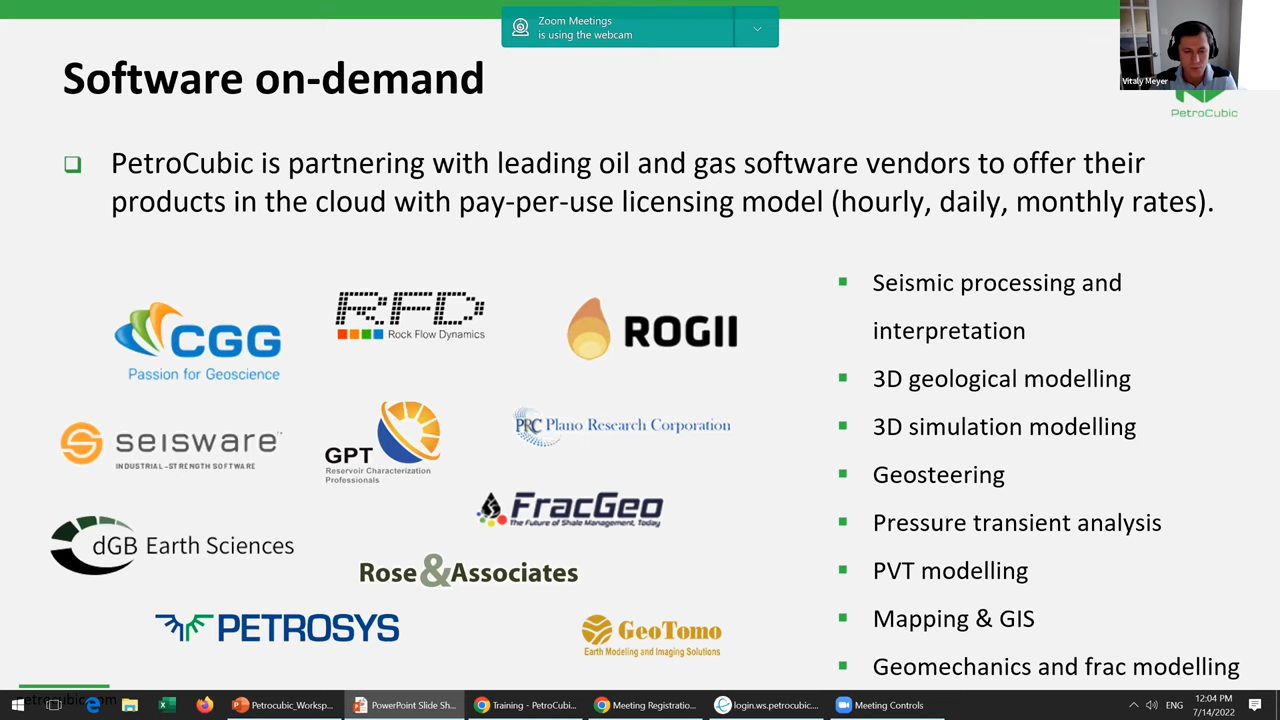 Zoom Meetings
is using the webcam
Vitaly Meyer
PetroCubic
Software on-demand
PetroCubic is partnering with leading oil and gas software vendors to offer their
products in the cloud with pay-per-use licensing model (hourly, daily, monthly rates).
CGG
Passion for Geoscience
RFD
Rock Flow Dynamics
ROGII
seisware™
INDUSTRIAL-STRENGTH SOFTWARE
GPT
Reservoir Characterization
Professionals
PRC Plano Research Corporation
FracGeo
The Future of Shale Management, Today
dGB Earth Sciences
Rose&Associates
PETROSYS
GeoTomo
Earth Modeling and Imaging Solutions
Seismic processing and
interpretation
3D geological modelling
3D simulation modelling
Geosteering
Pressure transient analysis
PVT modelling
Mapping & GIS
Geomechanics and frac modelling
petrocubic.com
Petrocubic_Worksp...
PowerPoint Slide Sh...
Training - PetroCubi...
Meeting Registratio...
login.ws.petrocubic....
Meeting Controls
ENG
12:04 PM
7/14/2022